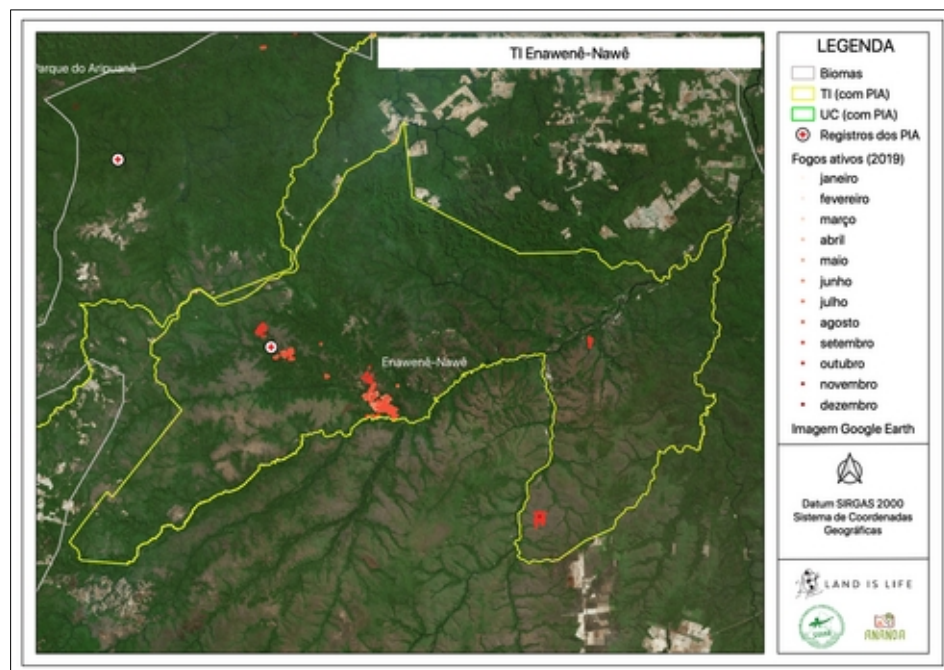 TI Enawenê-Nawê
Parque do Aripuanã
Enawenê-Nawê
LEGENDA
Biomas
TI (com PIA)
UC (com PIA)
Registros dos PIA
Fogos ativos (2019)
janeiro
fevereiro
março
abril
maio
junho
julho
agosto
setembro
outubro
novembro
dezembro
Imagem Google Earth
Datum SIRGAS 2000
Sistema de Coordenadas
Geográficas
LAND IS LIFE
ANANDA